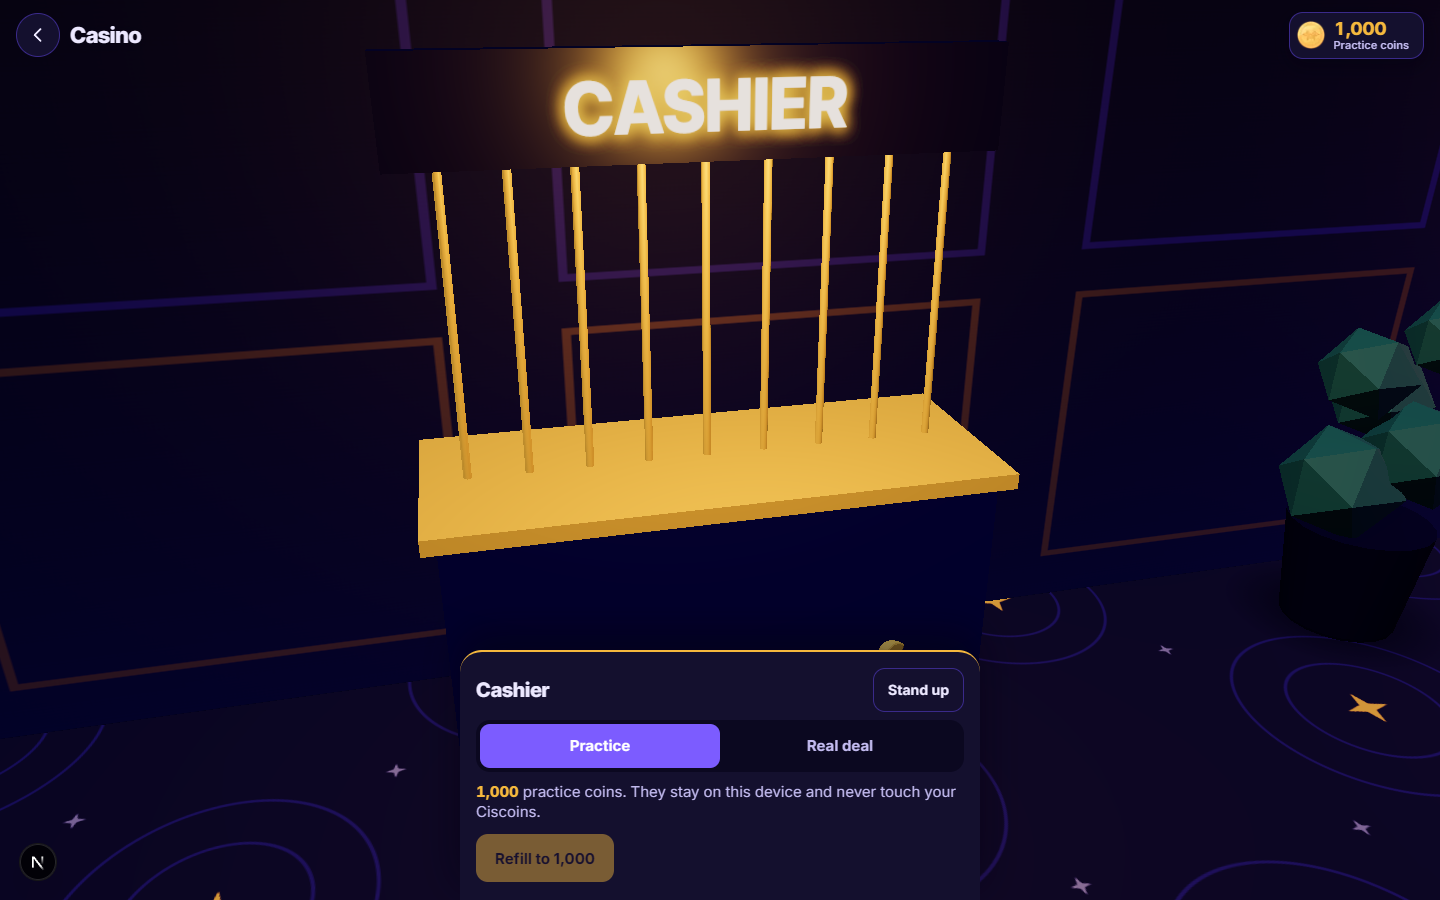 Casino
1,000
Practice coins
CASHIER
Cashier
Stand up
Practice
Real deal
1,000 practice coins. They stay on this device and never touch your
Ciscoins.
Refill to 1,000
N